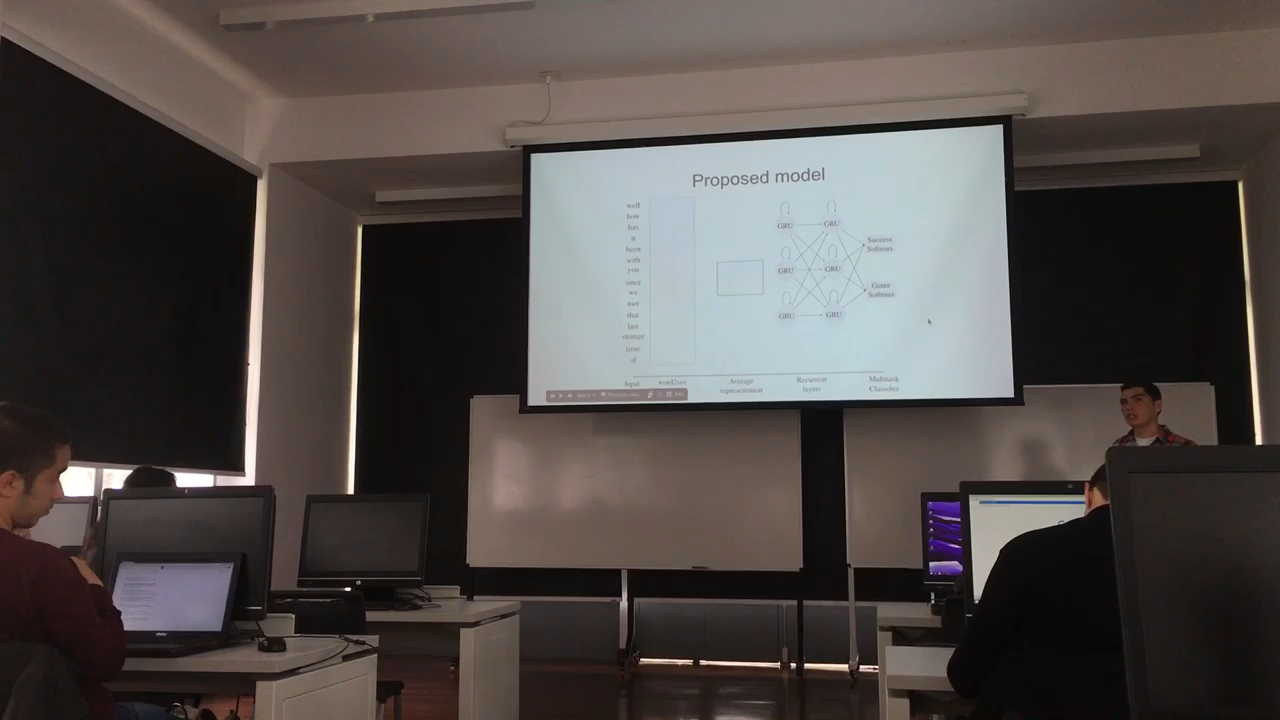 Proposed model
well
how
has
it
been
with
you
since
we
met
that
last
strange
time
of
GRU GRU
GRU GRU
GRU GRU
Success
Softmax
Genre
Softmax
Input
word2vec
Average
representation
Recurrent
layers
Multitask
Classifier
msi